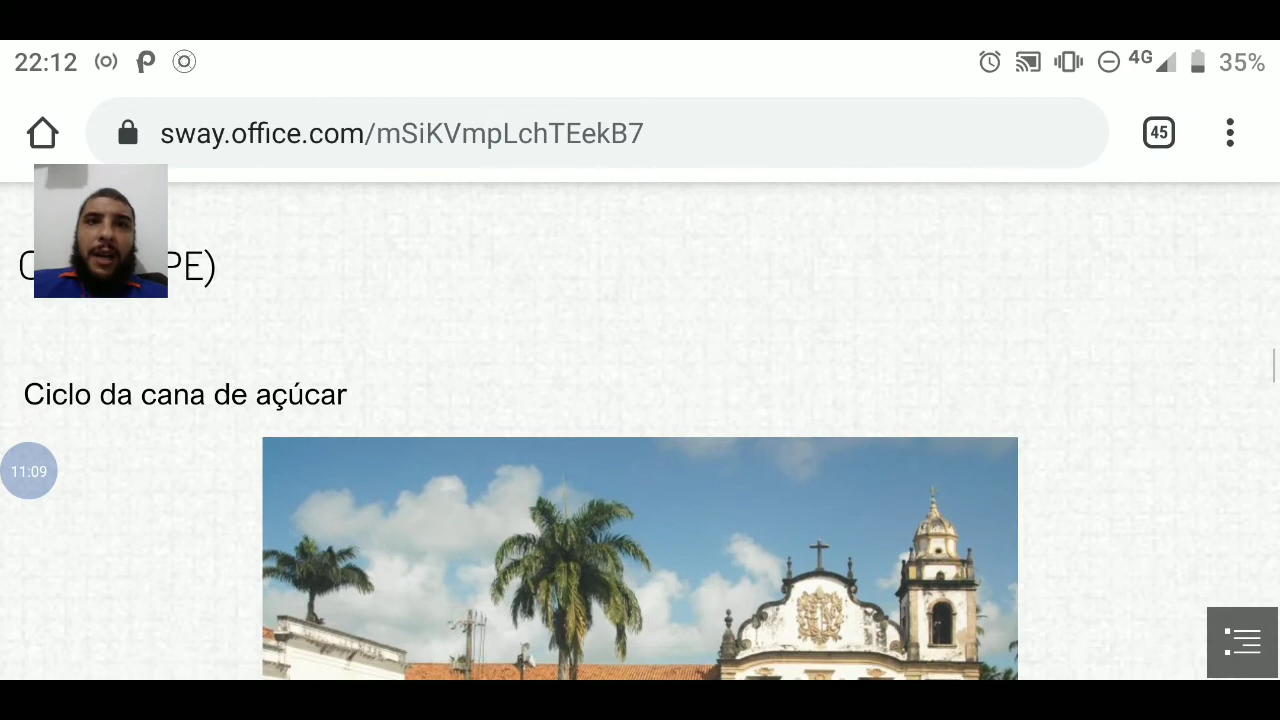 22:12
4G
35%
sway.office.com/mSiKVmpLchTEekB7
45
PE)
Ciclo da cana de açúcar
11:09